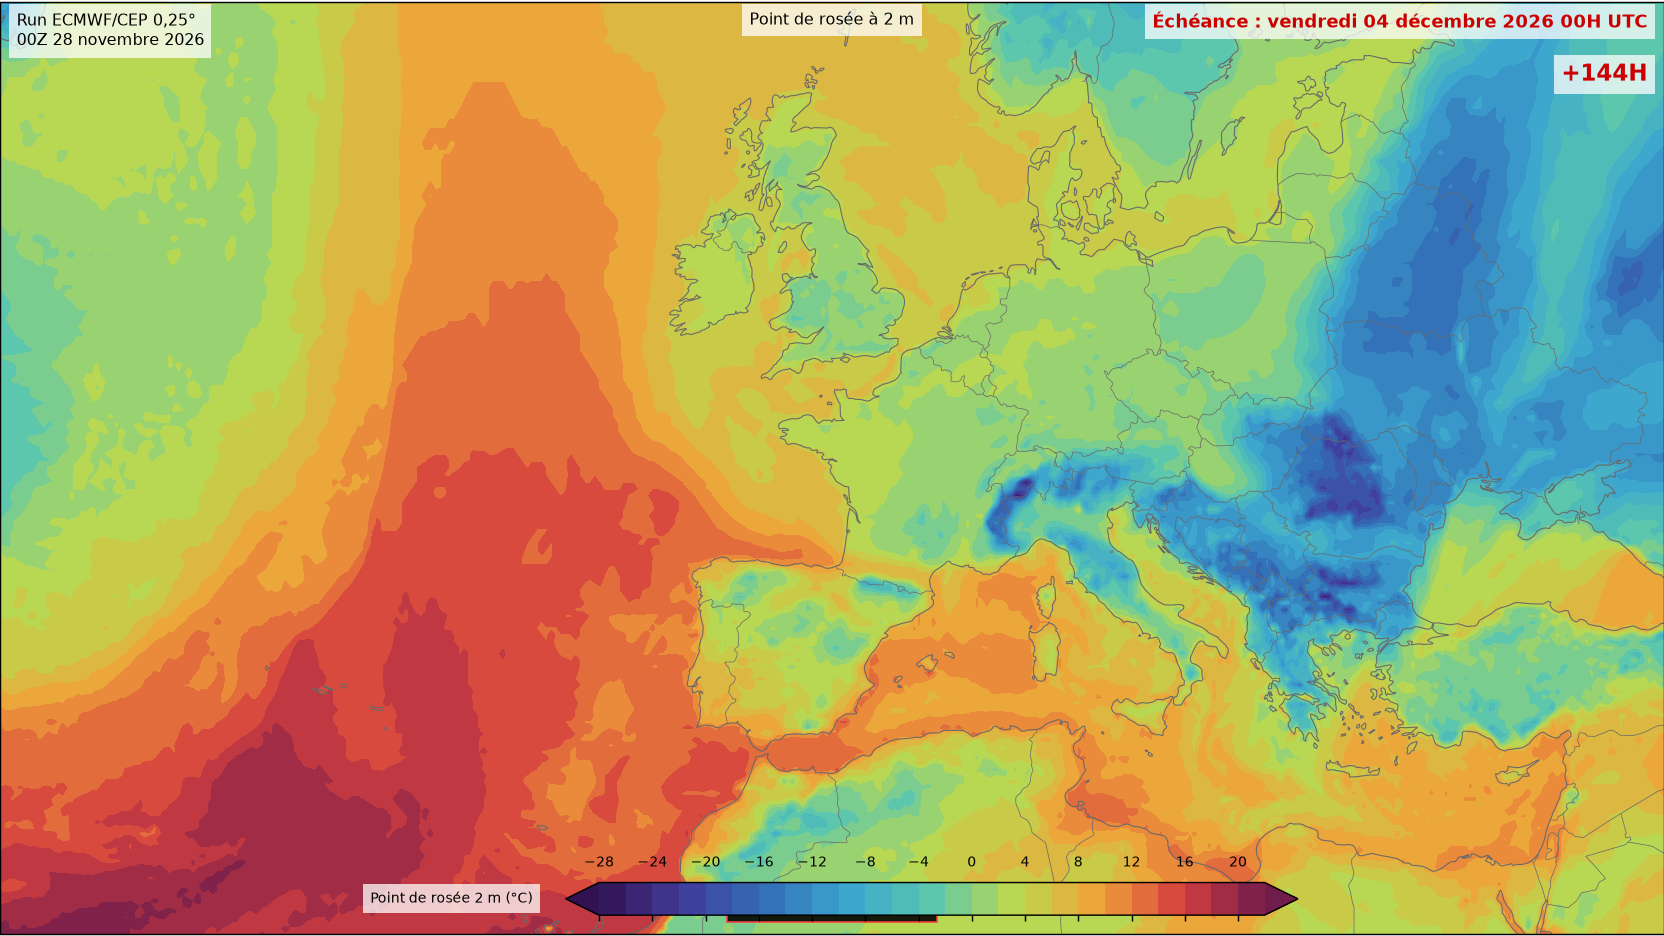 Run ECMWF/CEP 0,25°
00Z 28 novembre 2026
Point de rosée à 2 m
Échéance : vendredi 04 décembre 2026 00H UTC
+144H
−28 −24 −20 −16 −12 −8 −4 0 4 8 12 16 20
Point de rosée 2 m (°C)